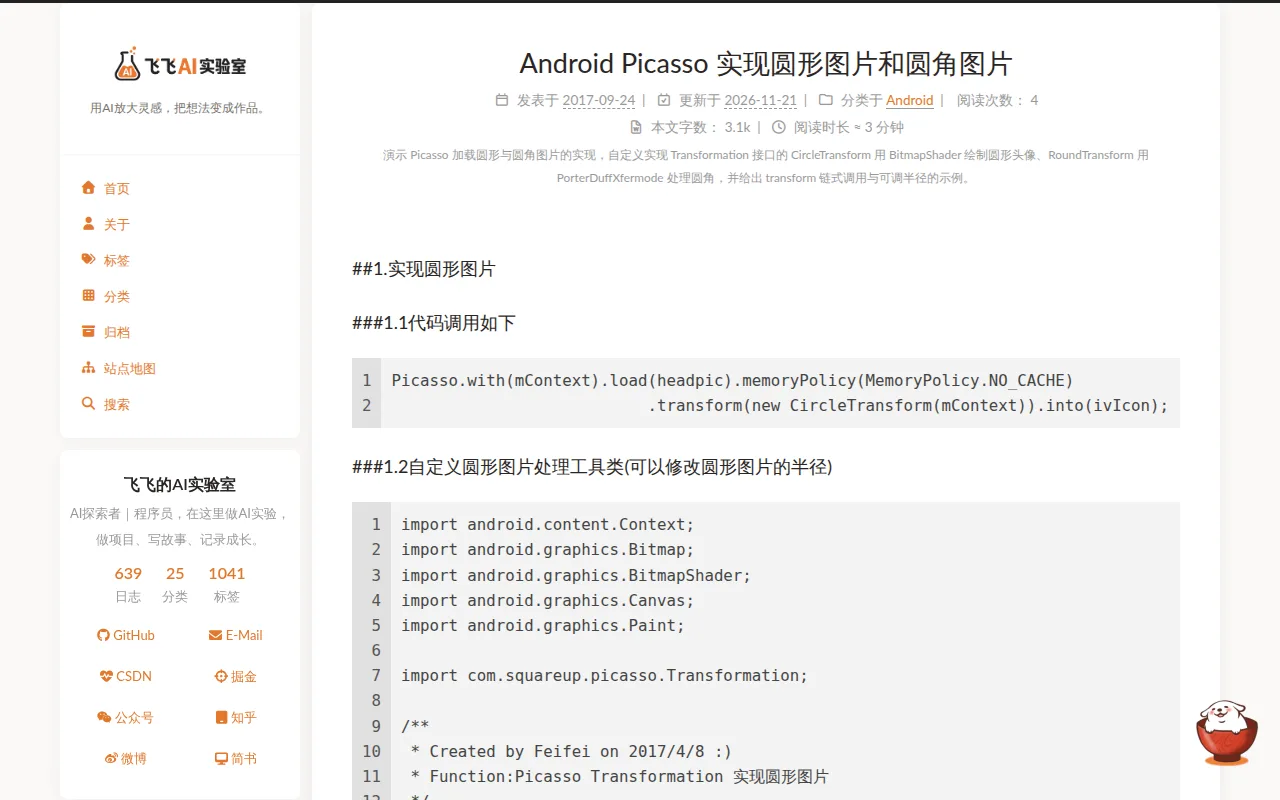 飞飞AI实验室
用AI放大灵感，把想法变成作品。
首页
关于
标签
分类
归档
站点地图
搜索
飞飞的AI实验室
AI探索者｜程序员，在这里做AI实验，
做项目、写故事、记录成长。
639 25 1041
日志 分类 标签
GitHub E-Mail
CSDN 掘金
公众号 知乎
微博 简书
Android Picasso 实现圆形图片和圆角图片
发表于 2017-09-24 | 更新于 2026-11-21 | 分类于 Android | 阅读次数： 4
本文字数： 3.1k | 阅读时长 ≈ 3 分钟
演示 Picasso 加载圆形与圆角图片的实现，自定义实现 Transformation 接口的 CircleTransform 用 BitmapShader 绘制圆形头像、RoundTransform 用
PorterDuffXfermode 处理圆角，并给出 transform 链式调用与可调半径的示例。
##1.实现圆形图片
###1.1代码调用如下
1 Picasso.with(mContext).load(headpic).memoryPolicy(MemoryPolicy.NO_CACHE)
2 .transform(new CircleTransform(mContext)).into(ivIcon);
###1.2自定义圆形图片处理工具类(可以修改圆形图片的半径)
1 import android.content.Context;
2 import android.graphics.Bitmap;
3 import android.graphics.BitmapShader;
4 import android.graphics.Canvas;
5 import android.graphics.Paint;
6
7 import com.squareup.picasso.Transformation;
8
9 /**
10 * Created by Feifei on 2017/4/8 :)
11 * Function:Picasso Transformation 实现圆形图片
12 */